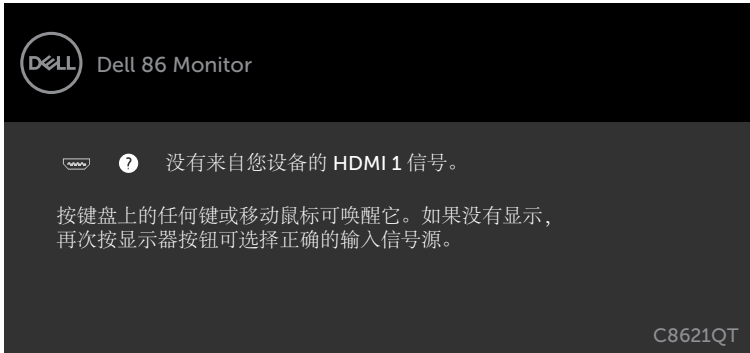 DELL
Dell 86 Monitor
? 没有来自您设备的 HDMI 1 信号。
按键盘上的任何键或移动鼠标可唤醒它。如果没有显示，
再次按显示器按钮可选择正确的输入信号源。
C8621QT